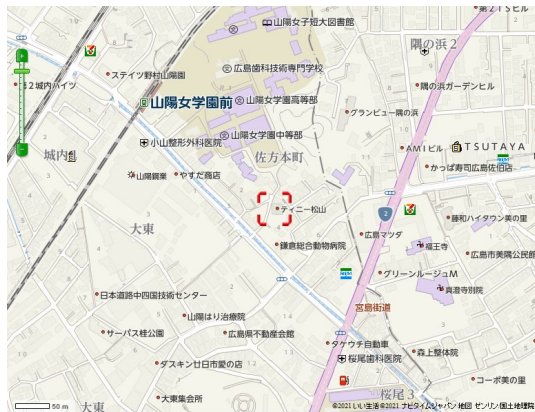 山陽女子短大図書館
第2TSビル
隅の浜2
ステイツ野村山陽園
広島歯科技術専門学校
第2城内ハイツ
隅の浜ガーデンヒル
山陽女学園前
山陽女学園高等部
グランビュー隅の浜
山陽女学園中等部
小山整形外科医院
AMIビル
TSUTAYA
城内
佐方本町
かっぱ寿司広島佐伯店
山陽鋼業
やすだ商店
ティニー松山
2
藤和ハイタウン美の里
大東
広島マツダ
福王寺
鎌倉総合動物病院
広島市美隅公民館
グリーンルージュM
真澄寺別院
日本道路中四国技術センター
宮島街道
山陽はり治療院
サーパス桂公園
広島県不動産会館
タケウチ自動車
森上整体院
桜尾歯科医院
ダスキン廿日市愛の店
コーポ美の里
大東
大東集会所
桜尾3
50 m
©2021 いい生活 ©2021 ナビタイムジャパン 地図 ゼンリン 国土地理院